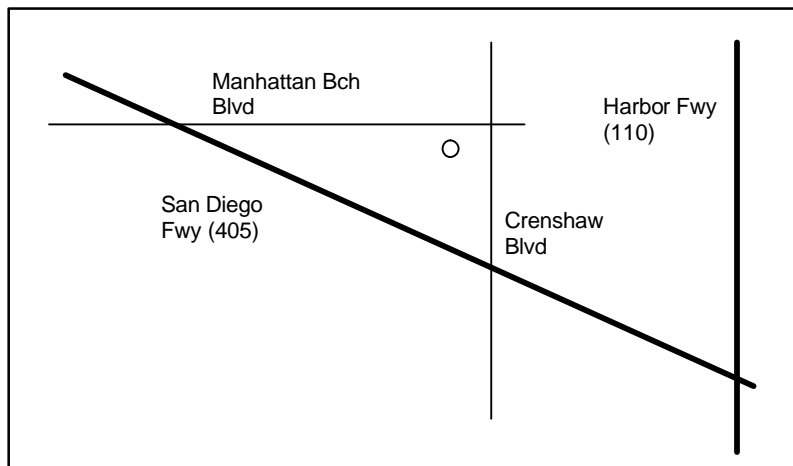 Manhattan Bch
Blvd
Harbor Fwy
(110)
San Diego
Fwy (405)
Crenshaw
Blvd